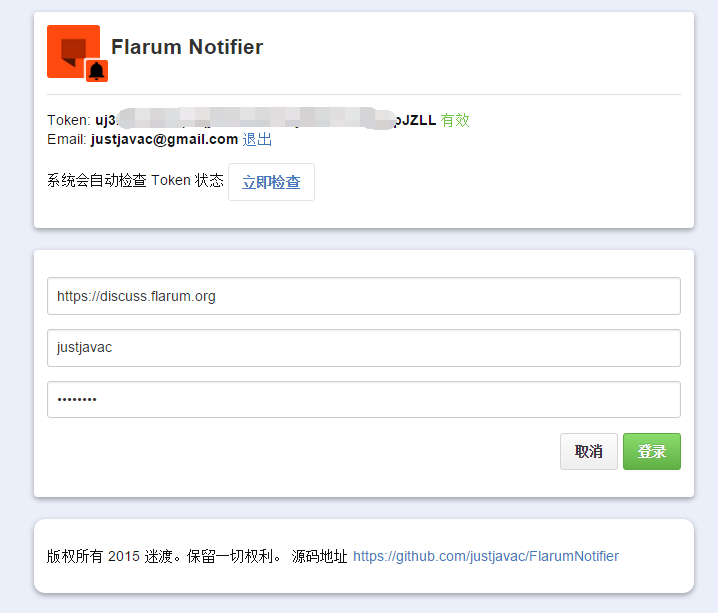 Flarum Notifier
Token: uj3 pJZLL 有效
Email: justjavac@gmail.com 退出
系统会自动检查 Token 状态 立即检查
https://discuss.flarum.org
justjavac
••••••••
取消 登录
版权所有 2015 迷渡。保留一切权利。 源码地址 https://github.com/justjavac/FlarumNotifier